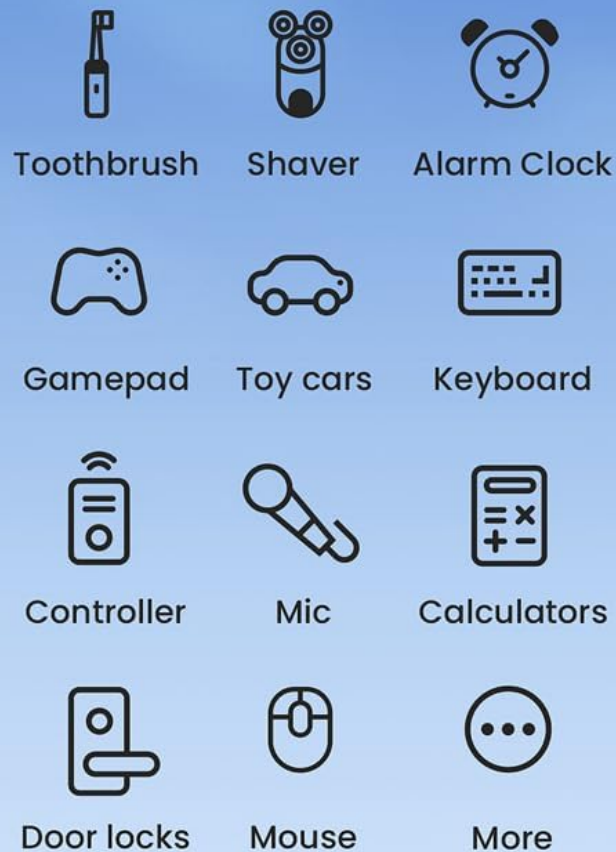 Toothbrush Shaver Alarm Clock
Gamepad Toy cars Keyboard
Controller Mic Calculators
Door locks Mouse More